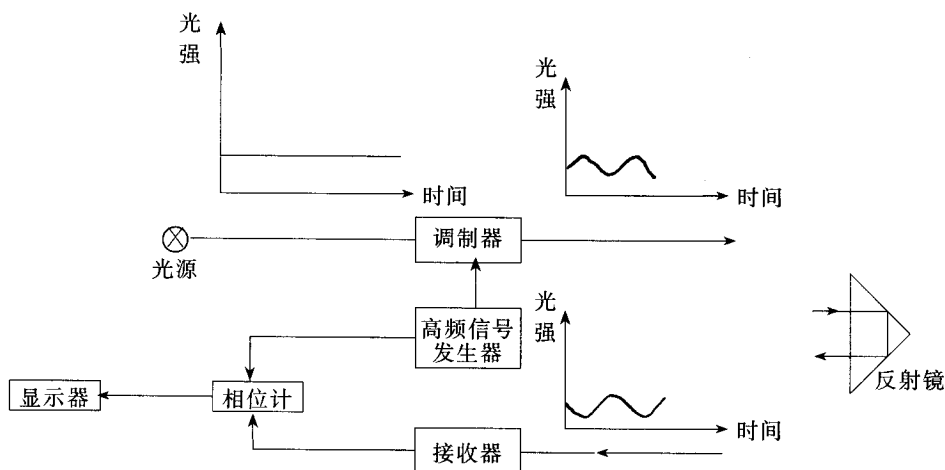 光
强
时间
光
强
时间
光源
调制器
高频信号
发生器
光
强
时间
反射镜
显示器
相位计
接收器